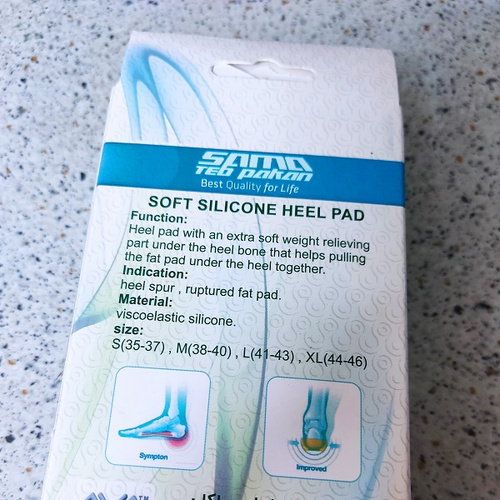 SAMA
TEB PAKAN
Best Quality for Life
SOFT SILICONE HEEL PAD
Function:
Heel pad with an extra soft weight relieving
part under the heel bone that helps pulling
the fat pad under the heel together.
Indication:
heel spur , ruptured fat pad.
Material:
viscoelastic silicone.
size:
S(35-37) , M(38-40) , L(41-43) , XL(44-46)
Sympton
Improved
TM